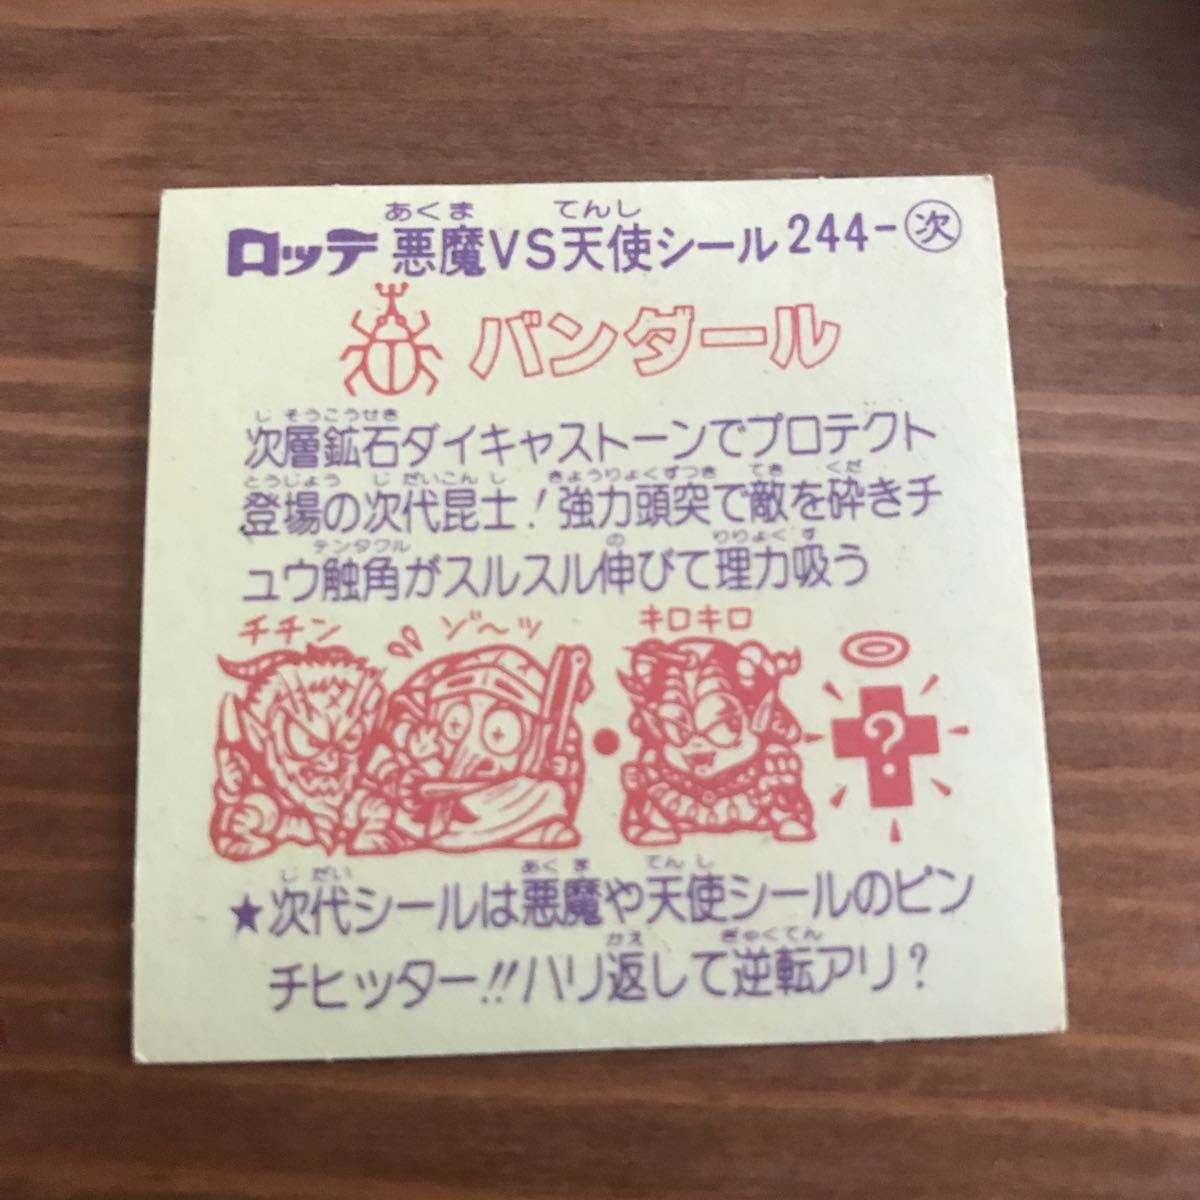 あくま てんし
ロッテ 悪魔VS天使シール 244-次
バンダール
じ そうこうせき
次層鉱石ダイキャストーンでプロテクト
とうじょう じ だいこん し きょうりょくずつき てき くだ
登場の次代昆士!強力頭突で敵を砕きチ
テンタクル の りりょく す
ュウ触角がスルスル伸びて理力吸う
チチン ゾ〜ッ キロキロ
?
じ だい あく ま てん し
★次代シールは悪魔や天使シールのピン
かえ ぎゃくてん
チヒッター!!ハリ返して逆転アリ?